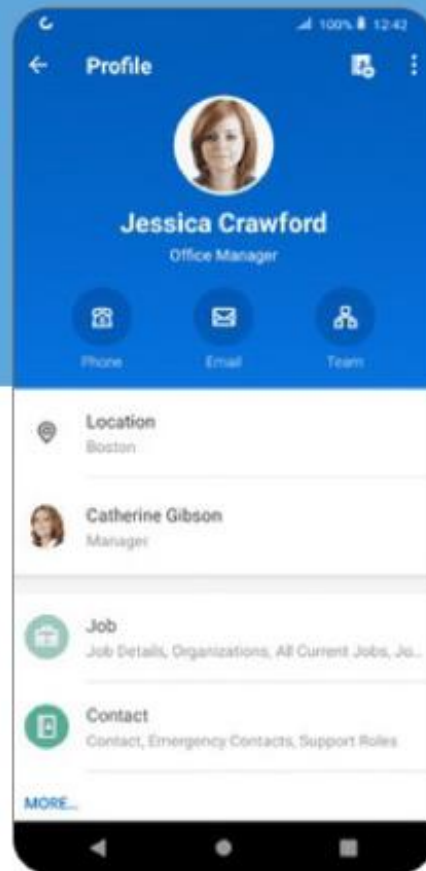 100% 12:42
Profile
Jessica Crawford
Office Manager
Phone Email Team
Location
Boston
Catherine Gibson
Manager
Job
Job Details, Organizations, All Current Jobs, Jo...
Contact
Contact, Emergency Contacts, Support Roles
MORE...